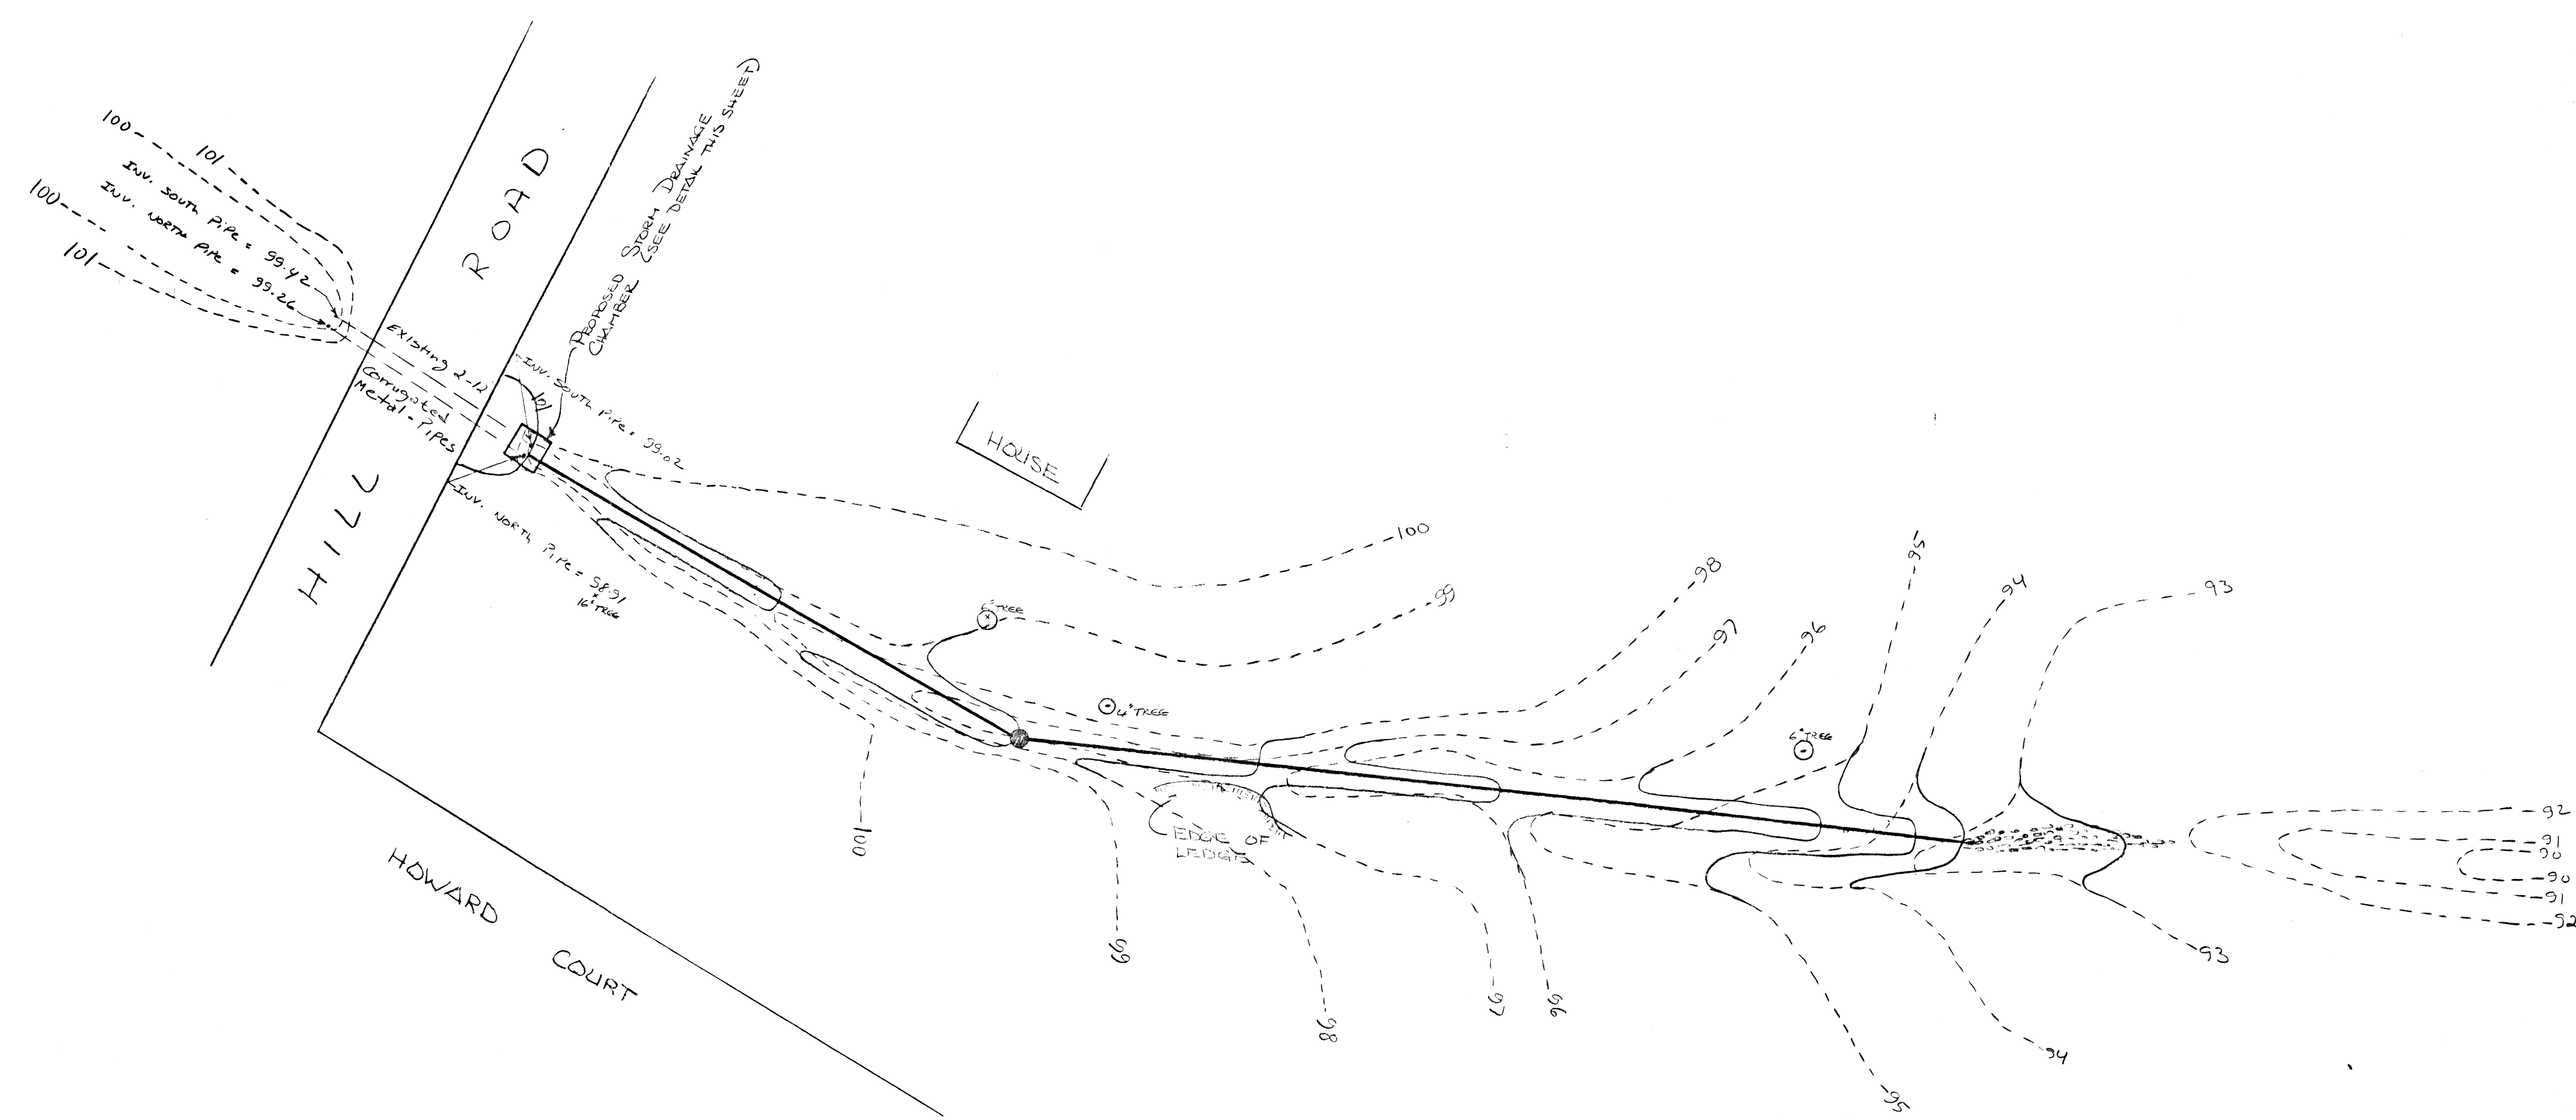 100
101
INV. SOUTH PIPE = 99.42
INV. NORTH PIPE = 99.26
100
101
HILL ROAD
PROPOSED STORM DRAINAGE
CHAMBER (SEE DETAIL THIS SHEET)
EXISTING 2-12"
Corrugated
Metal-Pipes
101
INV. SOUTH PIPE = 99.02
INV. NORTH PIPE = 98.91
16" TREE
HOUSE
100
99
98
97
96
95
94
93
6" TREE
4" TREE
6" TREE
EDGE OF
LEDGE
92
91
90
90
91
92
93
100
99
98
97
96
95
94
HOWARD COURT